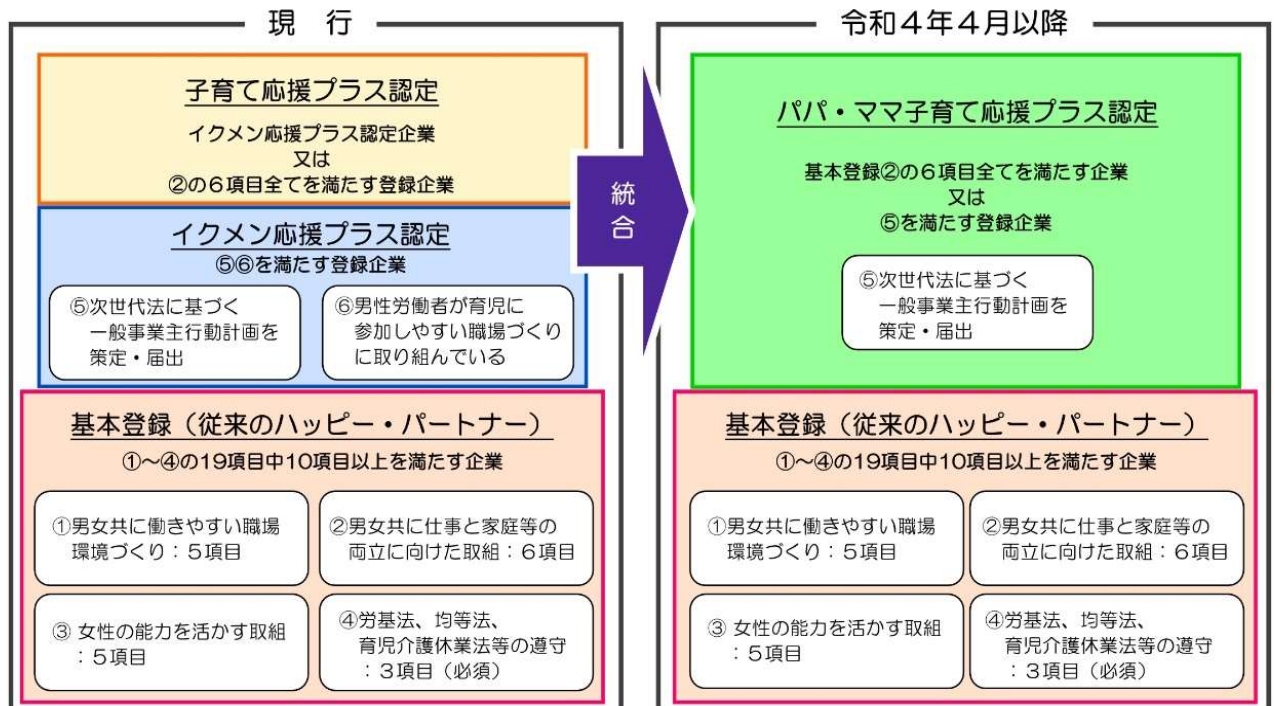 現　行
子育て応援プラス認定
イクメン応援プラス認定企業
又は
②の６項目全てを満たす登録企業
イクメン応援プラス認定
⑤⑥を満たす登録企業
⑤次世代法に基づく
一般事業主行動計画を
策定・届出
⑥男性労働者が育児に
参加しやすい職場づくり
に取り組んでいる
基本登録（従来のハッピー・パートナー）
①～④の19項目中10項目以上を満たす企業
①男女共に働きやすい職場
環境づくり：５項目
②男女共に仕事と家庭等の
両立に向けた取組：６項目
③ 女性の能力を活かす取組
：５項目
④労基法、均等法、
育児介護休業法等の遵守
：３項目（必須）
統合
令和４年４月以降
パパ・ママ子育て応援プラス認定
基本登録②の６項目全てを満たす企業
又は
⑤を満たす登録企業
⑤次世代法に基づく
一般事業主行動計画を
策定・届出
基本登録（従来のハッピー・パートナー）
①～④の19項目中10項目以上を満たす企業
①男女共に働きやすい職場
環境づくり：５項目
②男女共に仕事と家庭等の
両立に向けた取組：６項目
③ 女性の能力を活かす取組
：５項目
④労基法、均等法、
育児介護休業法等の遵守
：３項目（必須）